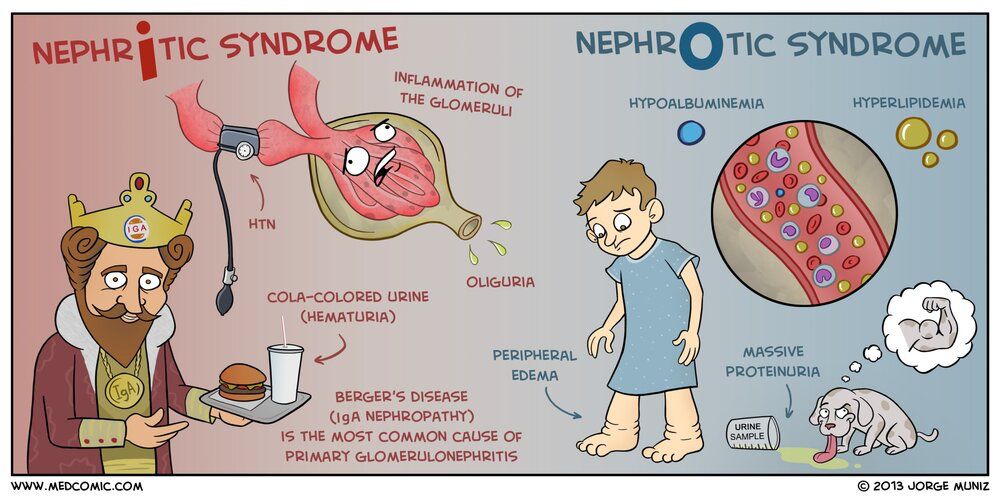 NEPHRiTIC SYNDROME
INFLAMMATION OF
THE GLOMERULI
HTN
OLIGURIA
IGA
COLA-COLORED URINE
(HEMATURIA)
IgA
BERGER'S DISEASE
(IgA NEPHROPATHY)
IS THE MOST COMMON CAUSE OF
PRIMARY GLOMERULONEPHRITIS
NEPHROTIC SYNDROME
HYPOALBUMINEMIA
HYPERLIPIDEMIA
PERIPHERAL
EDEMA
MASSIVE
PROTEINURIA
URINE
SAMPLE
WWW.MEDCOMIC.COM
© 2013 JORGE MUNIZ